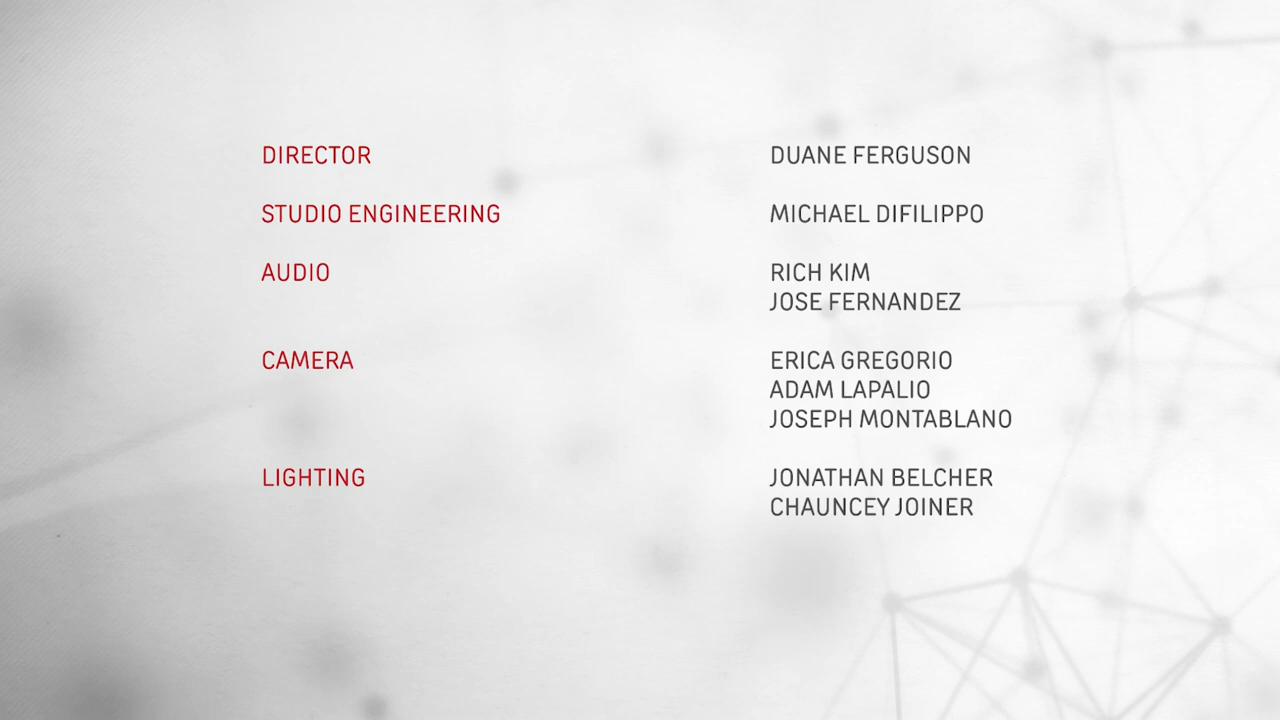 DIRECTOR DUANE FERGUSON
STUDIO ENGINEERING MICHAEL DIFILIPPO
AUDIO RICH KIM
JOSE FERNANDEZ
CAMERA ERICA GREGORIO
ADAM LAPALIO
JOSEPH MONTABLANO
LIGHTING JONATHAN BELCHER
CHAUNCEY JOINER